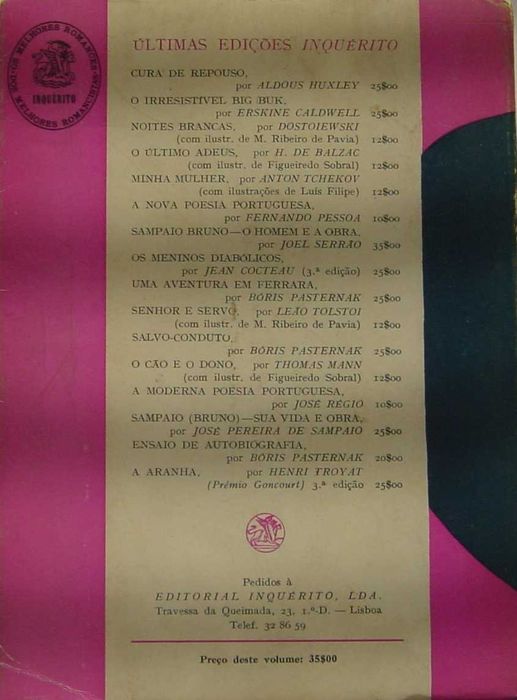 DOS MELHORES ROMANCISTAS · OS MELHORES ROMANCES
INQUÉRITO
ÚLTIMAS EDIÇÕES INQUÉRITO
CURA DE REPOUSO,
por ALDOUS HUXLEY 25$00
O IRRESISTÍVEL BIG BUK,
por ERSKINE CALDWELL 25$00
NOITES BRANCAS, por DOSTOIEWSKI
(com ilustr. de M. Ribeiro de Pavia) 12$00
O ÚLTIMO ADEUS, por H. DE BALZAC
(com ilustr. de Figueiredo Sobral) 12$00
MINHA MULHER, por ANTON TCHEKOV
(com ilustrações de Luís Filipe) 12$00
A NOVA POESIA PORTUGUESA,
por FERNANDO PESSOA 10$00
SAMPAIO BRUNO—O HOMEM E A OBRA,
por JOEL SERRÃO 35$00
OS MENINOS DIABÓLICOS,
por JEAN COCTEAU (3.ª edição) 25$00
UMA AVENTURA EM FERRARA,
por BÓRIS PASTERNAK 25$00
SENHOR E SERVO, por LEÃO TOLSTOI
(com ilustr. de M. Ribeiro de Pavia) 12$00
SALVO-CONDUTO,
por BÓRIS PASTERNAK 25$00
O CÃO E O DONO, por THOMAS MANN
(com ilustr. de Figueiredo Sobral) 12$00
A MODERNA POESIA PORTUGUESA,
por JOSÉ RÉGIO 10$00
SAMPAIO (BRUNO)—SUA VIDA E OBRA,
por JOSÉ PEREIRA DE SAMPAIO 25$00
ENSAIO DE AUTOBIOGRAFIA,
por BÓRIS PASTERNAK 20$00
A ARANHA, por HENRI TROYAT
(Prémio Goncourt) 3.ª edição 25$00
Pedidos à
EDITORIAL INQUÉRITO, LDA.
Travessa da Queimada, 23, 1.º-D. — Lisboa
Telef. 32 86 59
Preço deste volume: 35$00